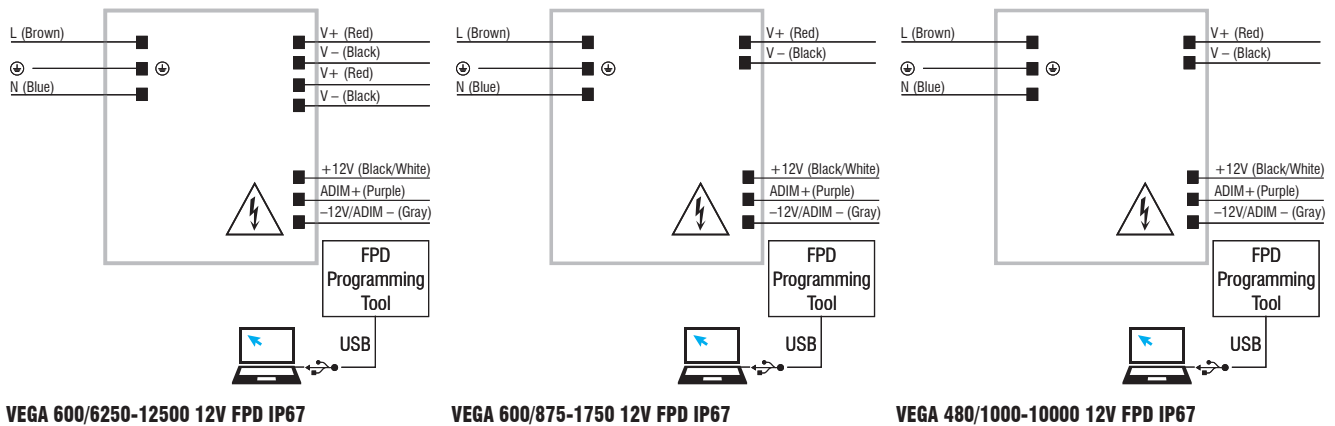 L (Brown)
N (Blue)
V+ (Red)
V – (Black)
V+ (Red)
V – (Black)
+12V (Black/White)
ADIM+(Purple)
–12V/ADIM – (Gray)
FPD
Programming
Tool
USB
VEGA 600/6250-12500 12V FPD IP67
L (Brown)
N (Blue)
V+ (Red)
V – (Black)
+12V (Black/White)
ADIM+(Purple)
–12V/ADIM – (Gray)
FPD
Programming
Tool
USB
VEGA 600/875-1750 12V FPD IP67
L (Brown)
N (Blue)
V+ (Red)
V – (Black)
+12V (Black/White)
ADIM+(Purple)
–12V/ADIM – (Gray)
FPD
Programming
Tool
USB
VEGA 480/1000-10000 12V FPD IP67